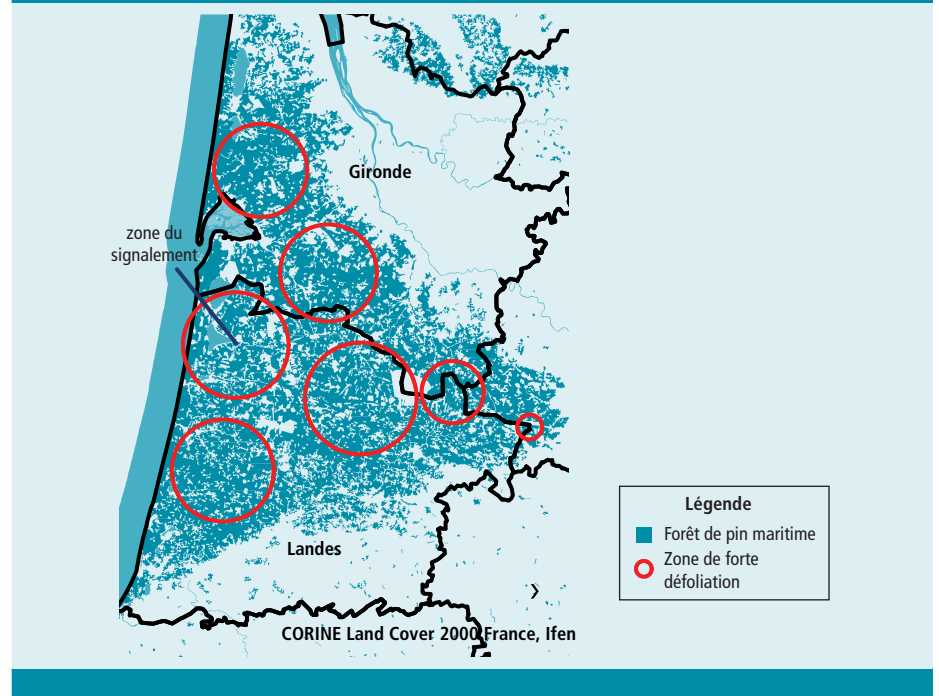 Gironde
zone du
signalement
Landes
CORINE Land Cover 2000 France, Ifen
Légende
Forêt de pin maritime
Zone de forte
défoliation